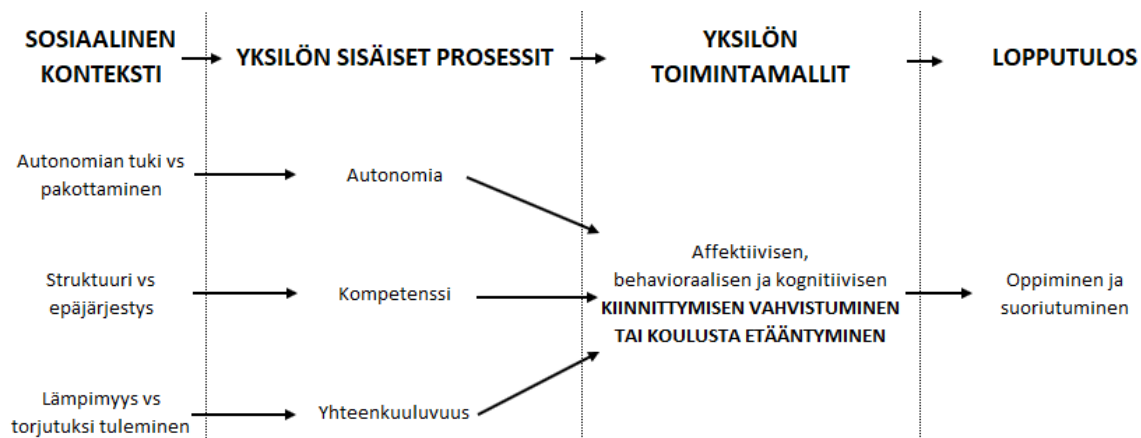 SOSIAALINEN
KONTEKSTI
YKSILÖN SISÄISET PROSESSIT
YKSILÖN
TOIMINTAMALLIT
LOPPUTULOS
Autonomian tuki vs
pakottaminen
Autonomia
Struktuuri vs
epäjärjestys
Kompetenssi
Lämpimyys vs
torjutuksi tuleminen
Yhteenkuuluvuus
Affektiivisen,
behavioraalisen ja kognitiivisen
KIINNITTYMISEN VAHVISTUMINEN
TAI KOULUSTA ETÄÄNTYMINEN
Oppiminen ja
suoriutuminen